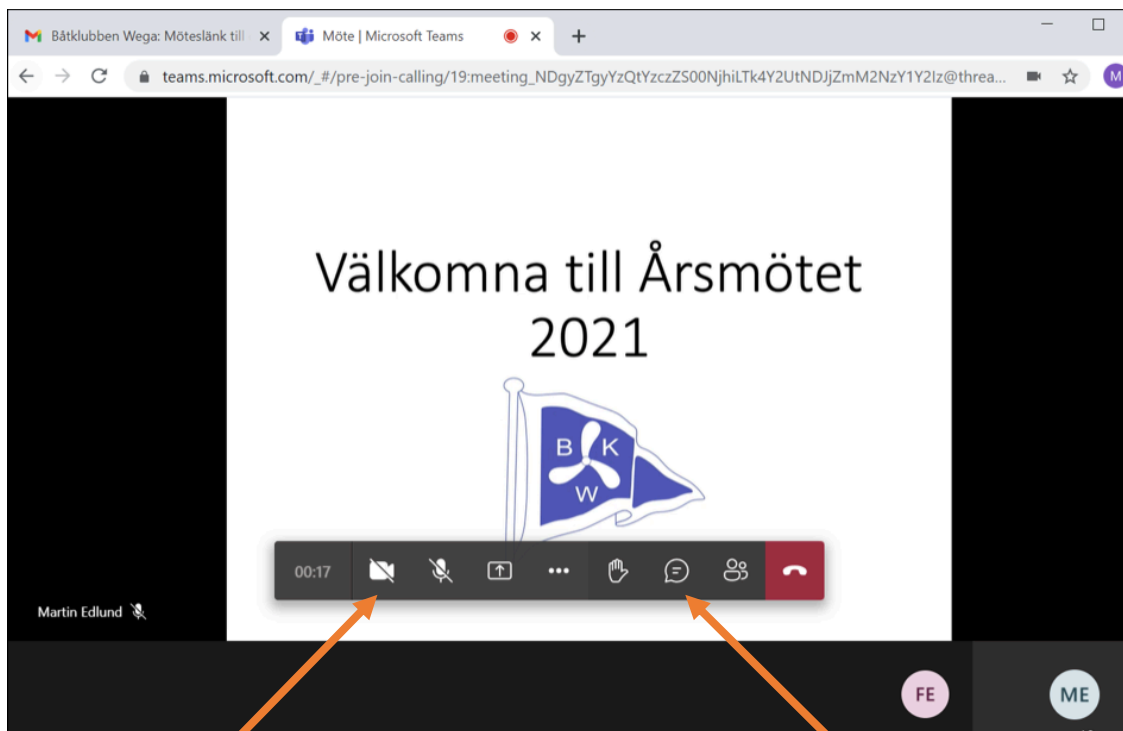 Båtklubben Wega: Möteslänk till
Möte | Microsoft Teams
teams.microsoft.com/_#/pre-join-calling/19:meeting_NDgyZTgyYzQtYzczZS00NjhiLTk4Y2UtNDJjZmM2NzY1Y2Iz@threa...
M
Välkomna till Årsmötet
2021
B K
W
00:17
Martin Edlund
FE
ME